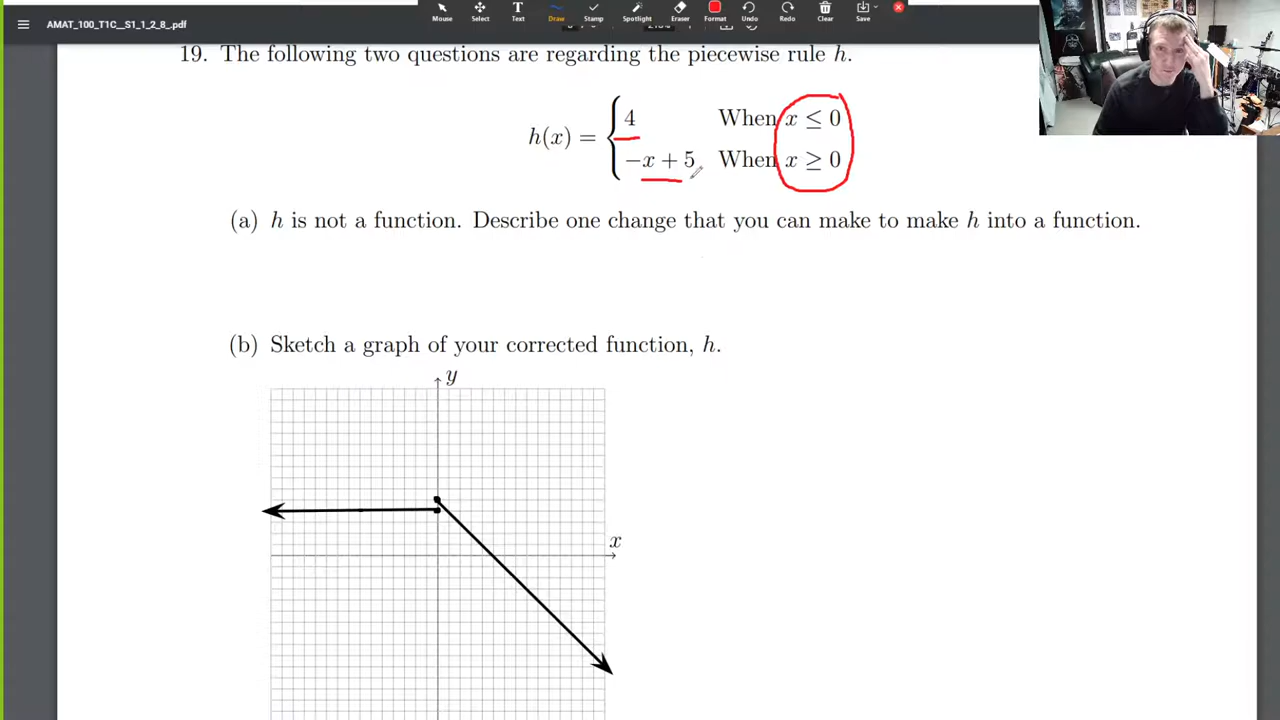 AMAT_100_T1C__S1_1_2_8_.pdf
Mouse Select Text Draw Stamp Spotlight Eraser Format Undo Redo Clear Save
19. The following two questions are regarding the piecewise rule h.
4 When x ≤ 0
h(x) = {
−x + 5, When x ≥ 0
(a) h is not a function. Describe one change that you can make to make h into a function.
(b) Sketch a graph of your corrected function, h.
y
x